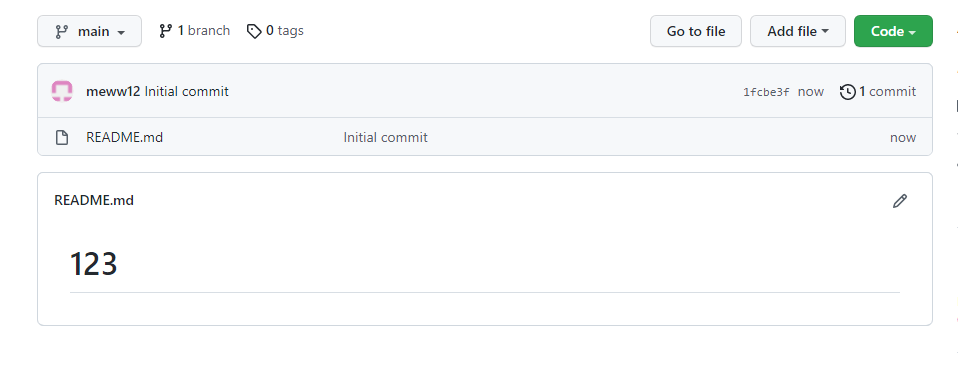 main 1 branch 0 tags Go to file Add file Code
meww12 Initial commit 1fcbe3f now 1 commit
README.md Initial commit now
README.md
123